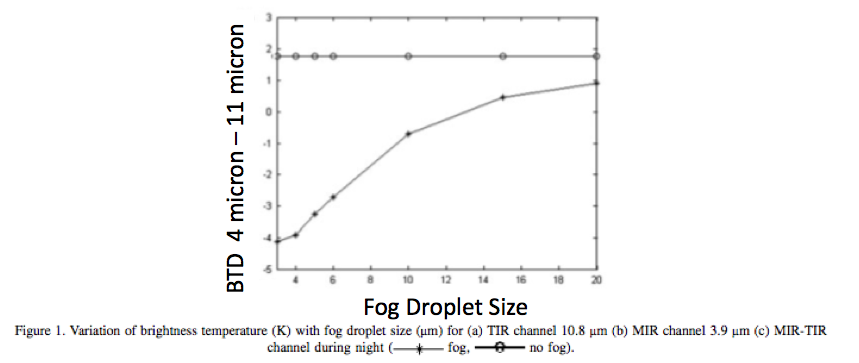 3
2
1
0
-1
-2
-3
-4
-5
4 6 8 10 12 14 16 18 20
BTD 4 micron – 11 micron
Fog Droplet Size
Figure 1. Variation of brightness temperature (K) with fog droplet size (μm) for (a) TIR channel 10.8 μm (b) MIR channel 3.9 μm (c) MIR-TIR
channel during night ( fog, no fog).